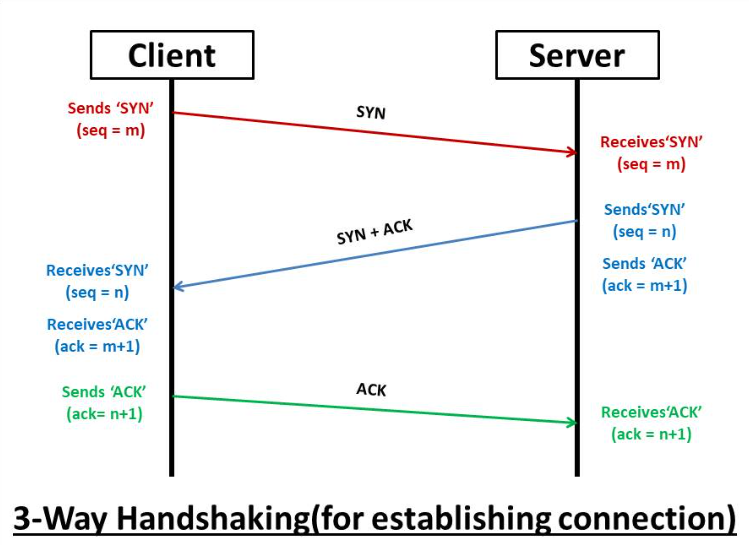 Client
Server
Sends ‘SYN’
(seq = m)
SYN
Receives‘SYN’
(seq = m)
Sends‘SYN’
(seq = n)
SYN + ACK
Sends ‘ACK’
(ack = m+1)
Receives‘SYN’
(seq = n)
Receives‘ACK’
(ack = m+1)
Sends ‘ACK’
(ack= n+1)
ACK
Receives‘ACK’
(ack = n+1)
3-Way Handshaking(for establishing connection)